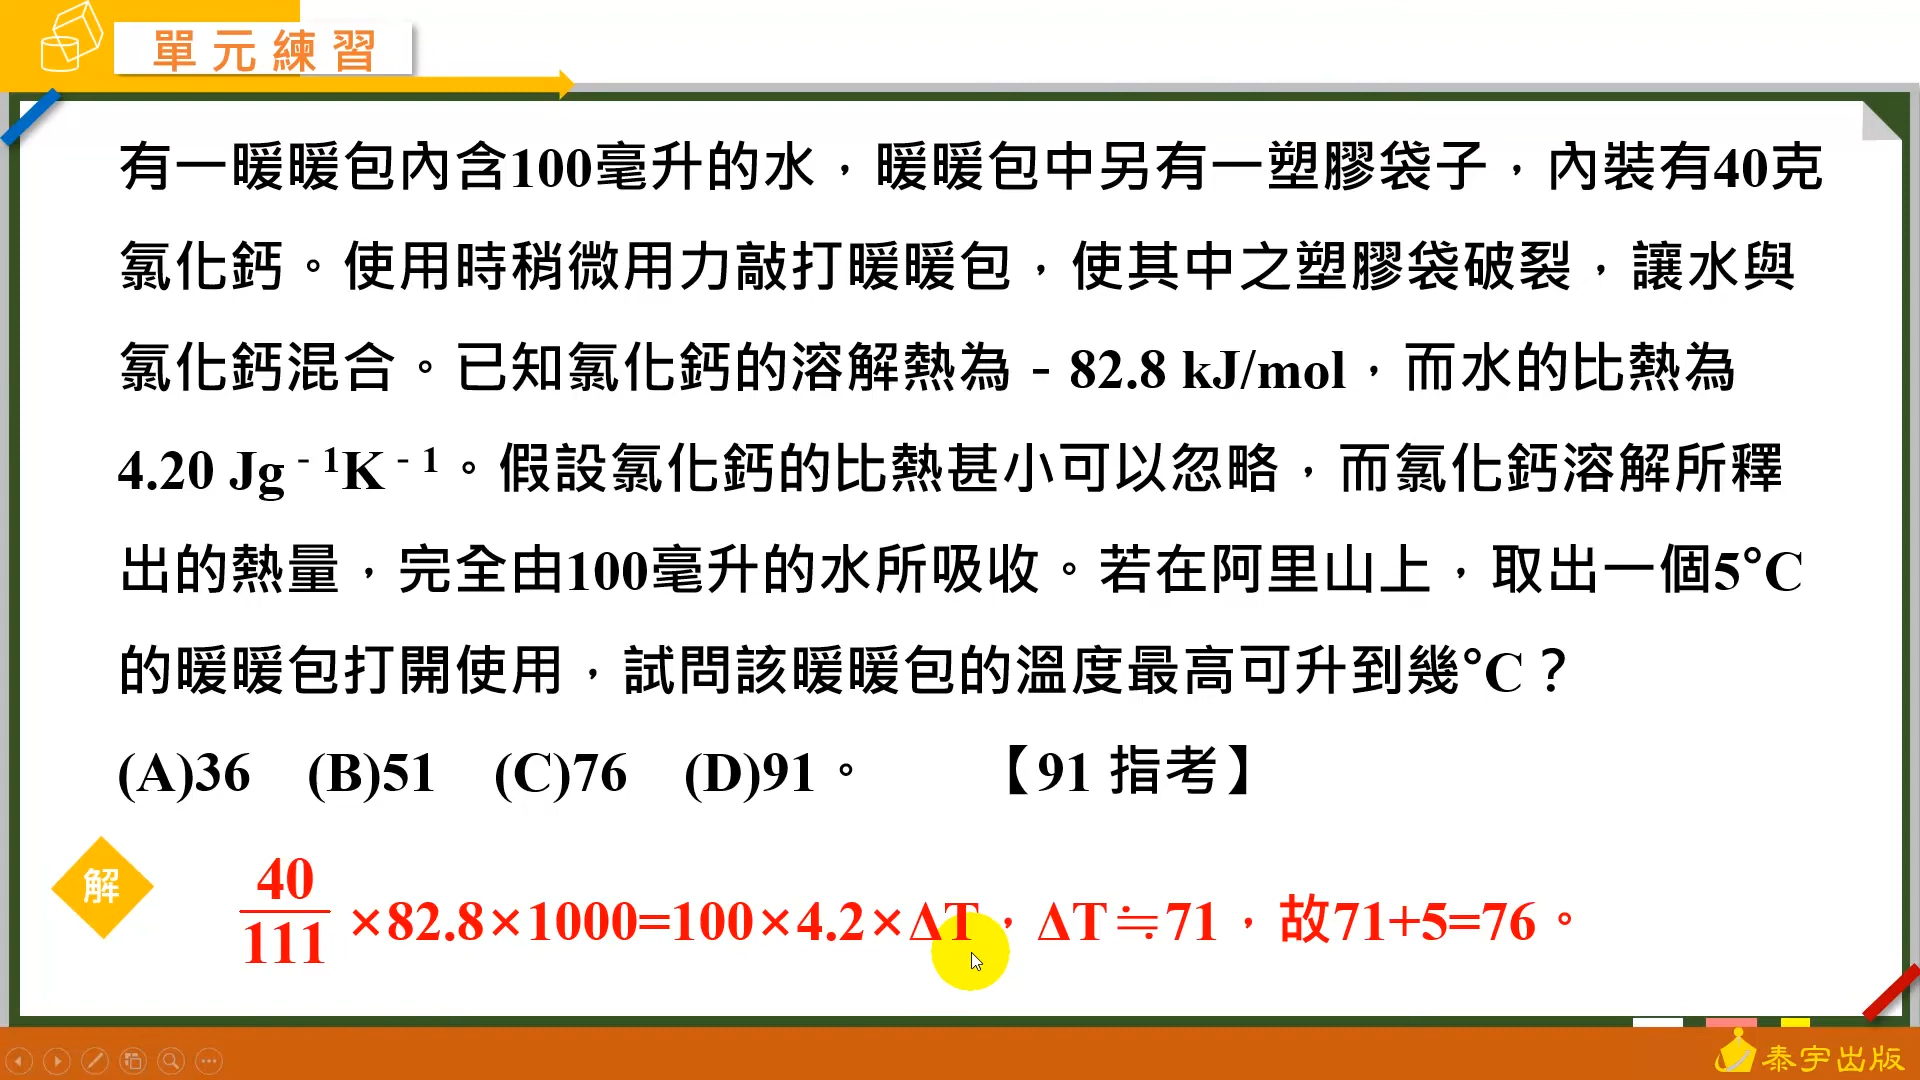 單元練習
有一暖暖包內含100毫升的水，暖暖包中另有一塑膠袋子，內裝有40克
氯化鈣。使用時稍微用力敲打暖暖包，使其中之塑膠袋破裂，讓水與
氯化鈣混合。已知氯化鈣的溶解熱為－82.8 kJ/mol，而水的比熱為
4.20 Jg⁻¹K⁻¹。假設氯化鈣的比熱甚小可以忽略，而氯化鈣溶解所釋
出的熱量，完全由100毫升的水所吸收。若在阿里山上，取出一個5°C
的暖暖包打開使用，試問該暖暖包的溫度最高可升到幾°C？
(A)36　(B)51　(C)76　(D)91。　　【91 指考】
解
40/111 ×82.8×1000=100×4.2×ΔT，ΔT≒71，故71+5=76。
泰宇出版